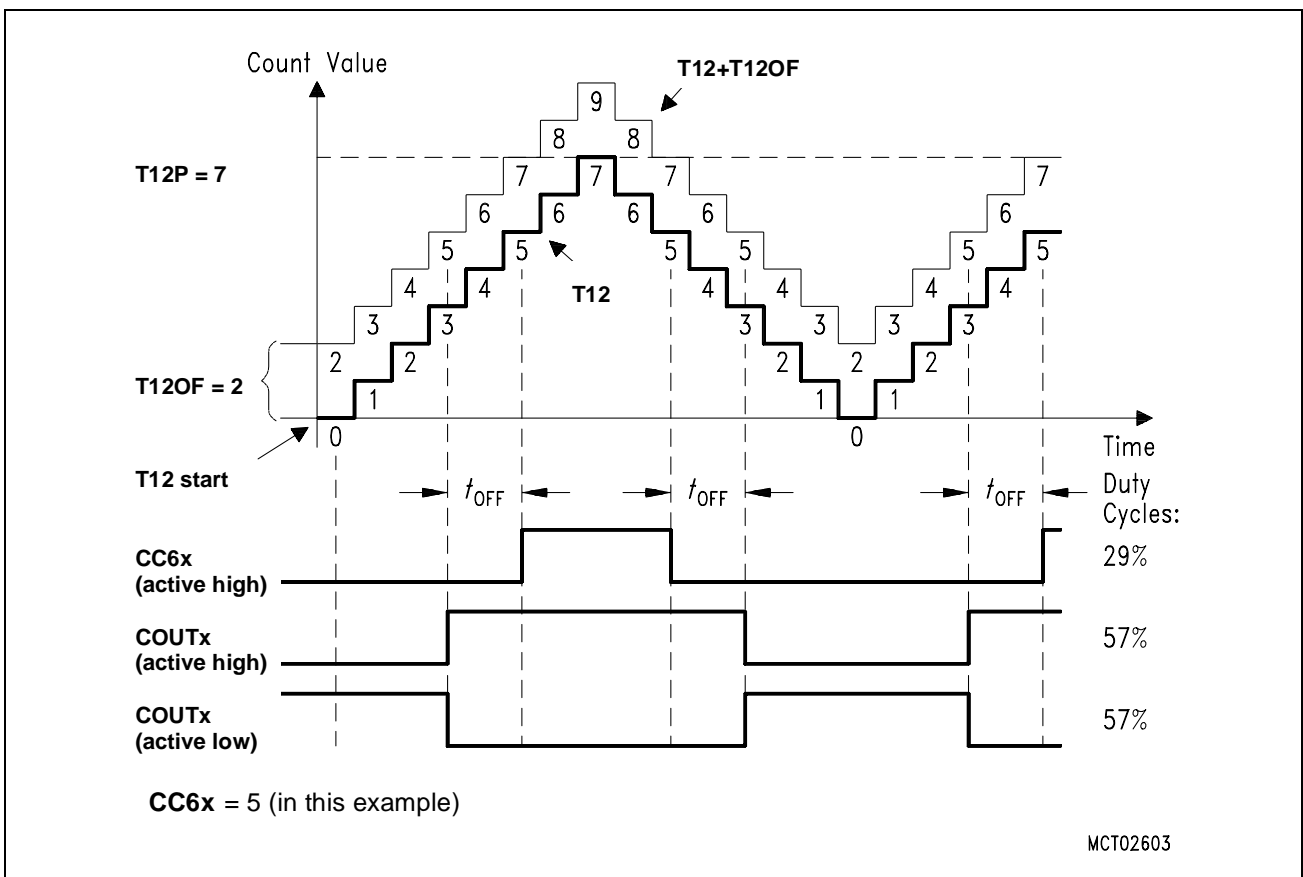 Count Value
T12+T12OF
9
8 8
T12P = 7
7 7 7 7
6 6 6 6 6
5 5 5 5 5 5
T12
4 4 4 4 4 4
3 3 3 3 3 3
T12OF = 2
2 2 2 2 2
1 1 1
0 0
Time
T12 start
tOFF tOFF tOFF
Duty
Cycles:
CC6x
(active high)
29%
COUTx
(active high)
57%
COUTx
(active low)
57%
CC6x = 5 (in this example)
MCT02603